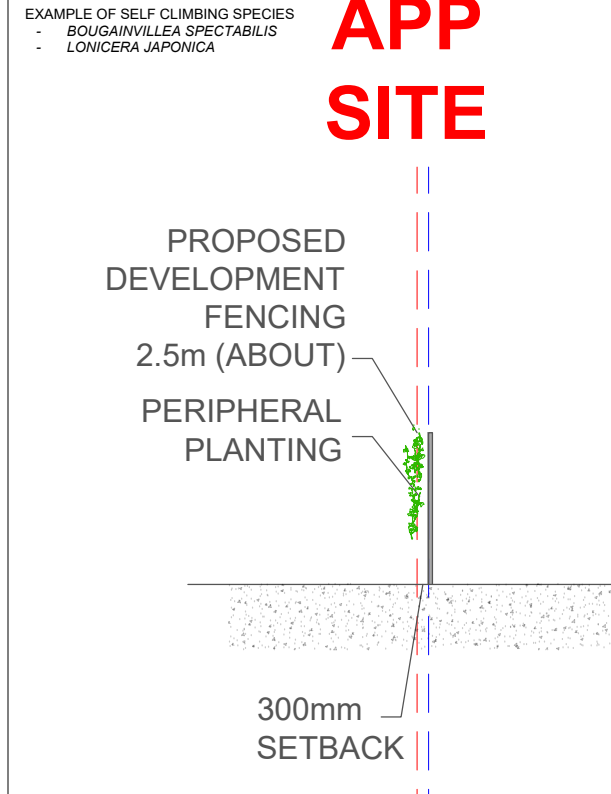 EXAMPLE OF SELF CLIMBING SPECIES
- BOUGAINVILLEA SPECTABILIS
- LONICERA JAPONICA
APP
SITE
PROPOSED
DEVELOPMENT
FENCING
2.5m (ABOUT)
PERIPHERAL
PLANTING
300mm
SETBACK